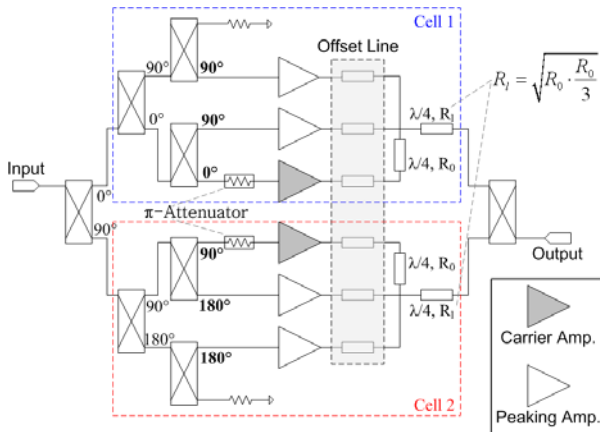 Cell 1
Offset Line
R_l = √(R_0 · R_0/3)
90°
90°
0°
90°
0°
λ/4, R_l
λ/4, R_0
Input
0°
90°
π-Attenuator
90°
90°
180°
180°
180°
λ/4, R_0
λ/4, R_l
Output
Cell 2
Carrier Amp.
Peaking Amp.